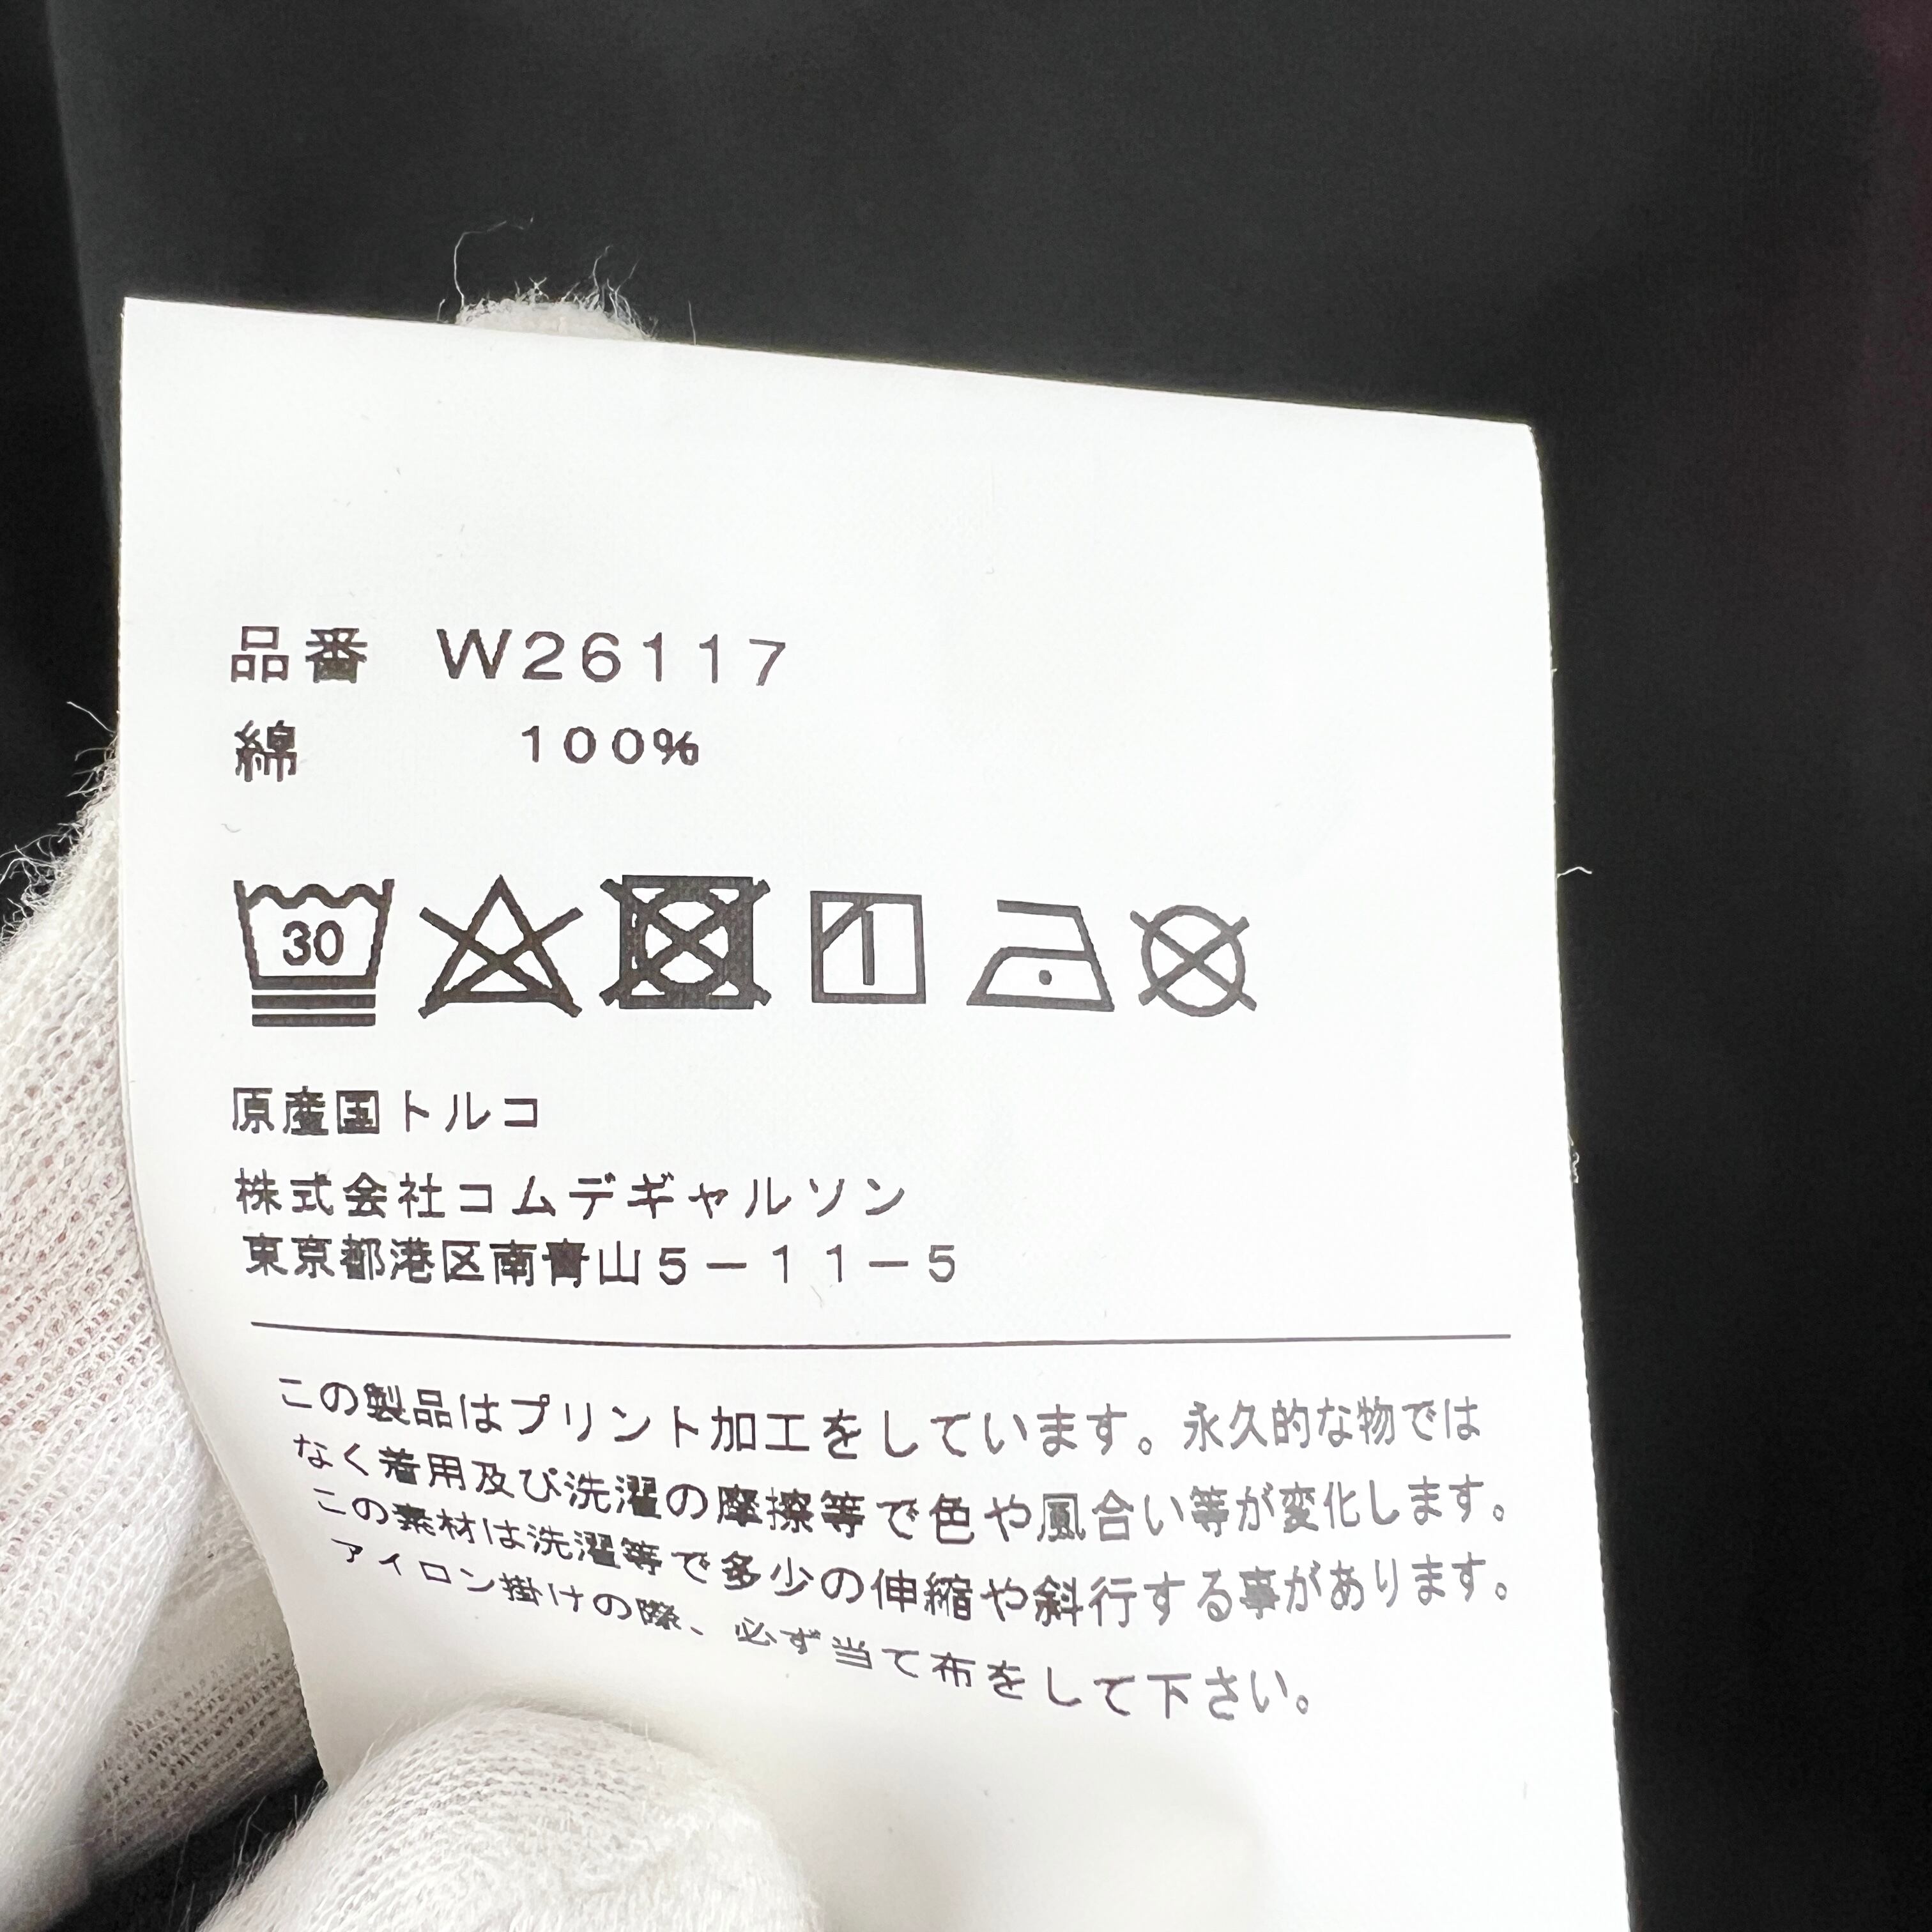 品番 W26117
綿 100%
30
原産国トルコ
株式会社コムデギャルソン
東京都港区南青山5-11-5
この製品はプリント加工をしています。永久的な物では
なく着用及び洗濯の摩擦等で色や風合い等が変化します。
この素材は洗濯等で多少の伸縮や斜行する事があります。
アイロン掛けの際、必ず当て布をして下さい。